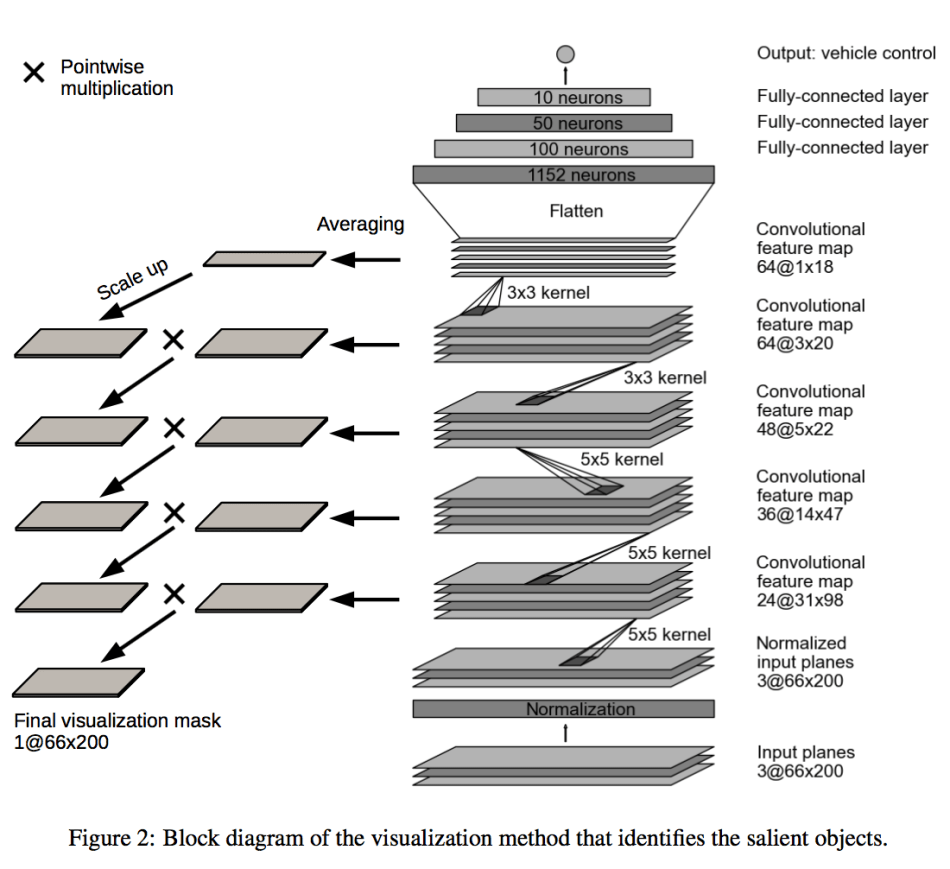 Pointwise
multiplication
Output: vehicle control
10 neurons
Fully-connected layer
50 neurons
Fully-connected layer
100 neurons
Fully-connected layer
1152 neurons
Flatten
Averaging
Scale up
Convolutional
feature map
64@1x18
3x3 kernel
Convolutional
feature map
64@3x20
3x3 kernel
Convolutional
feature map
48@5x22
5x5 kernel
Convolutional
feature map
36@14x47
5x5 kernel
Convolutional
feature map
24@31x98
5x5 kernel
Normalized
input planes
3@66x200
Final visualization mask
1@66x200
Normalization
Input planes
3@66x200
Figure 2: Block diagram of the visualization method that identifies the salient objects.